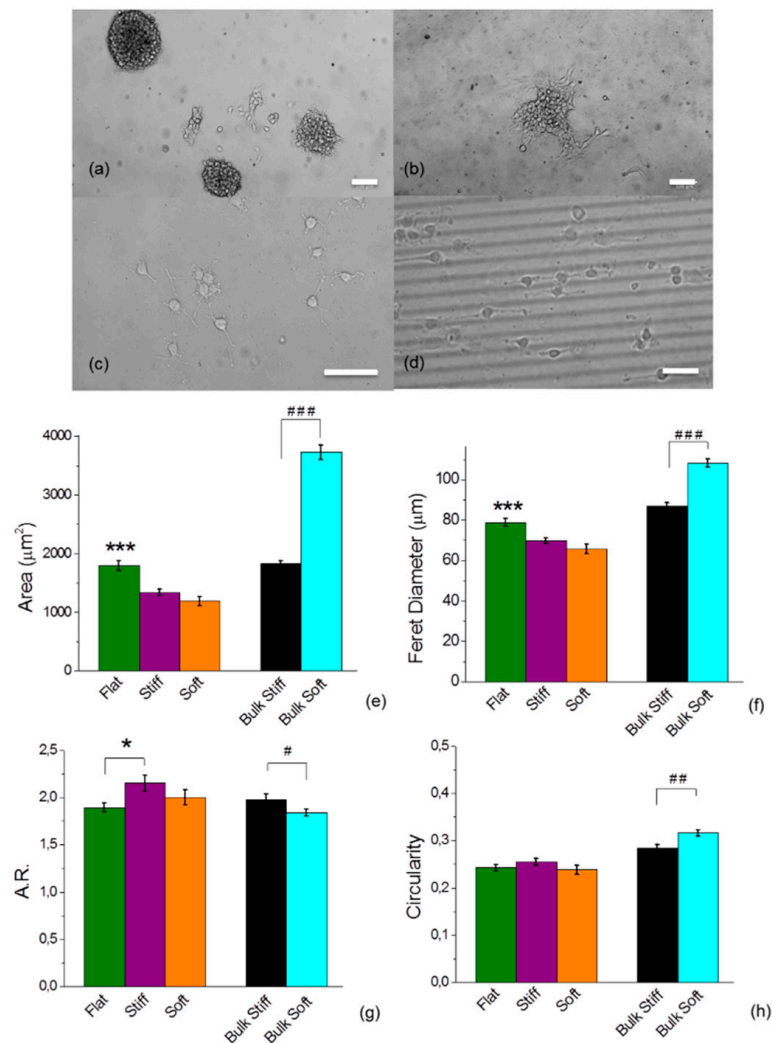 (a)
(b)
(c)
(d)
###
4000
3000
2000
1000
0
Area (μm²)
***
Flat
Stiff
Soft
Bulk Stiff
Bulk Soft
(e)
###
100
80
60
40
20
0
Feret Diameter (μm)
***
Flat
Stiff
Soft
Bulk Stiff
Bulk Soft
(f)
2,5
2,0
1,5
1,0
0,5
0,0
A.R.
*
#
Flat
Stiff
Soft
Bulk Stiff
Bulk Soft
(g)
0,5
0,4
0,3
0,2
0,1
0,0
Circularity
##
Flat
Stiff
Soft
Bulk Stiff
Bulk Soft
(h)